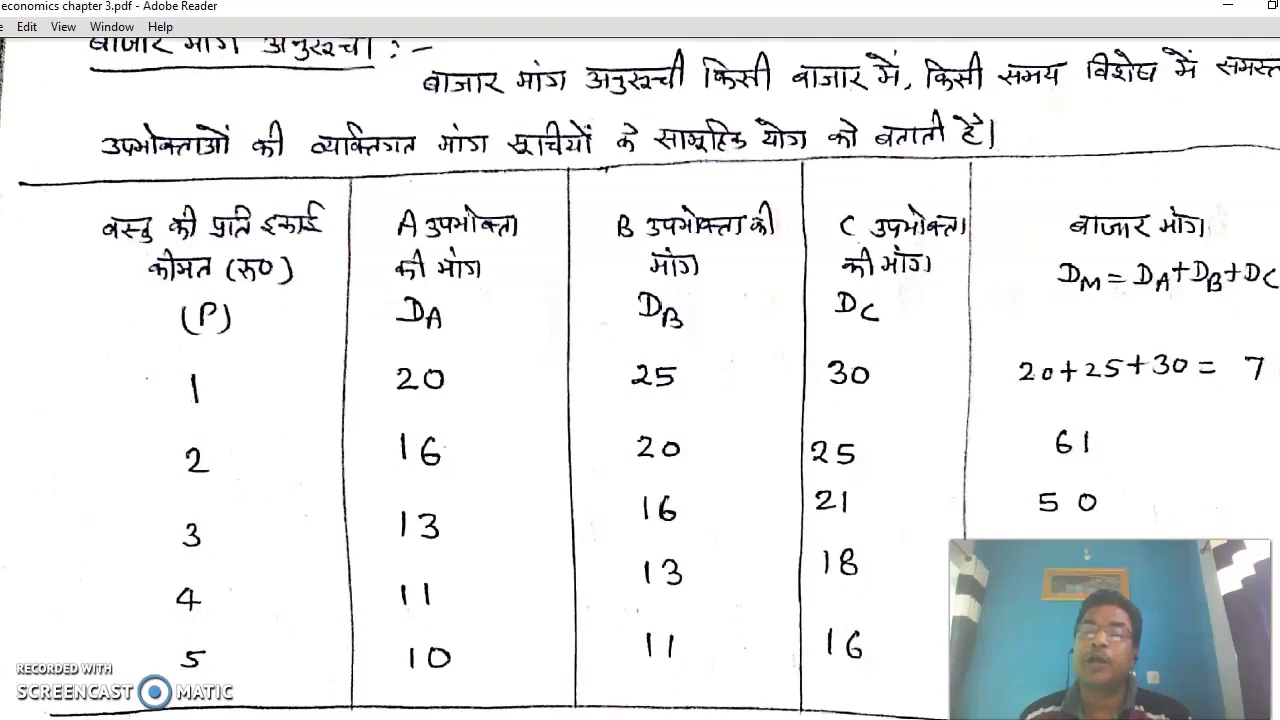 economics chapter 3.pdf - Adobe Reader
Edit View Window Help
बाजार मांग अनुसूची :-
बाजार मांग अनुसूची किसी बाजार में, किसी समय विशेष में समस्त
उपभोक्ताओं की व्यक्तिगत मांग सूचियों के सामूहिक योग को बताती है।
वस्तु की प्रति इकाई A उपभोक्ता B उपभोक्ता की C उपभोक्ता बाजार मांग
कीमत (रु०) की मांग मांग की मांग DM = DA+DB+DC
(P) DA DB DC
1 20 25 30 20+25+30 = 7
2 16 20 25 61
3 13 16 21 50
4 11 13 18
5 10 11 16
RECORDED WITH
SCREENCAST MATIC